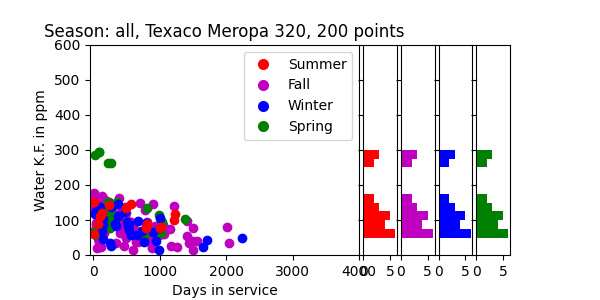 Season: all, Texaco Meropa 320, 200 points
Water K.F. in ppm
600
500
400
300
200
100
0
Summer
Fall
Winter
Spring
0 1000 2000 3000 4000 0 5 0 5 0 5 0 5
Days in service